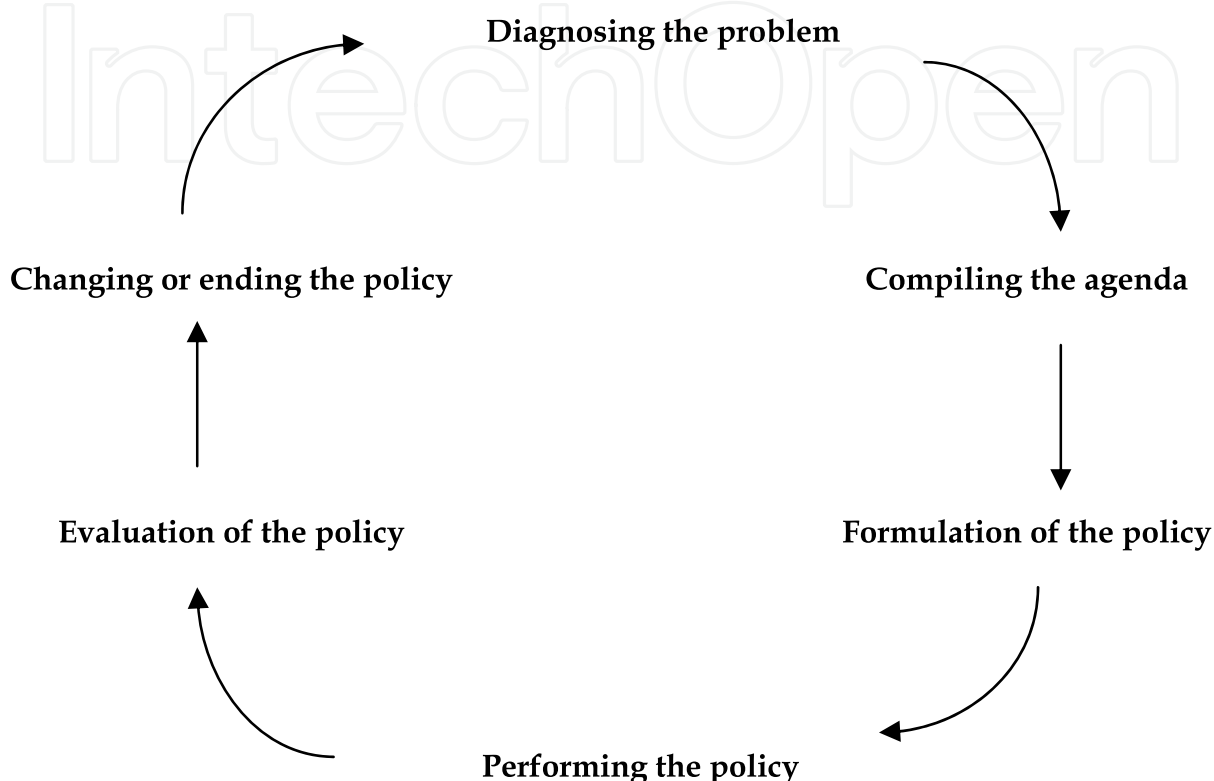 IntechOpen
Diagnosing the problem
Changing or ending the policy
Compiling the agenda
Evaluation of the policy
Formulation of the policy
Performing the policy